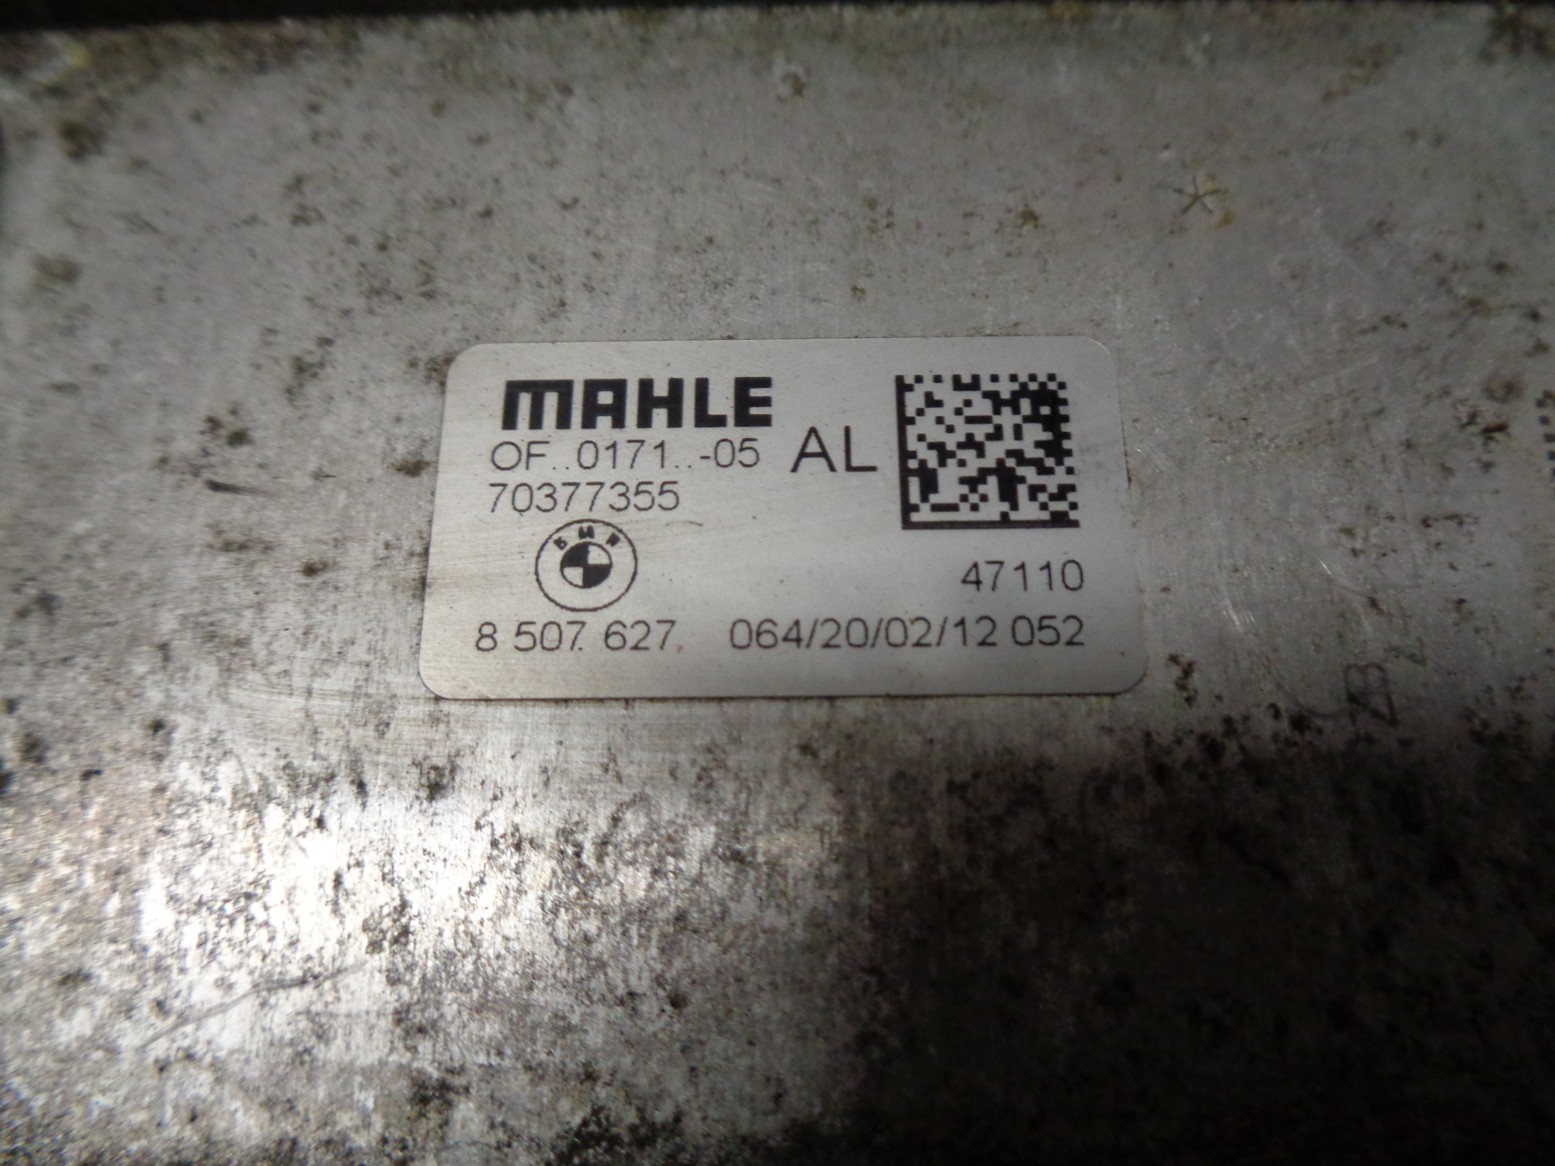 MAHLE
OF..0171..-05 AL
70377355
BMW
47110
8 507 627. 064/20/02/12 052